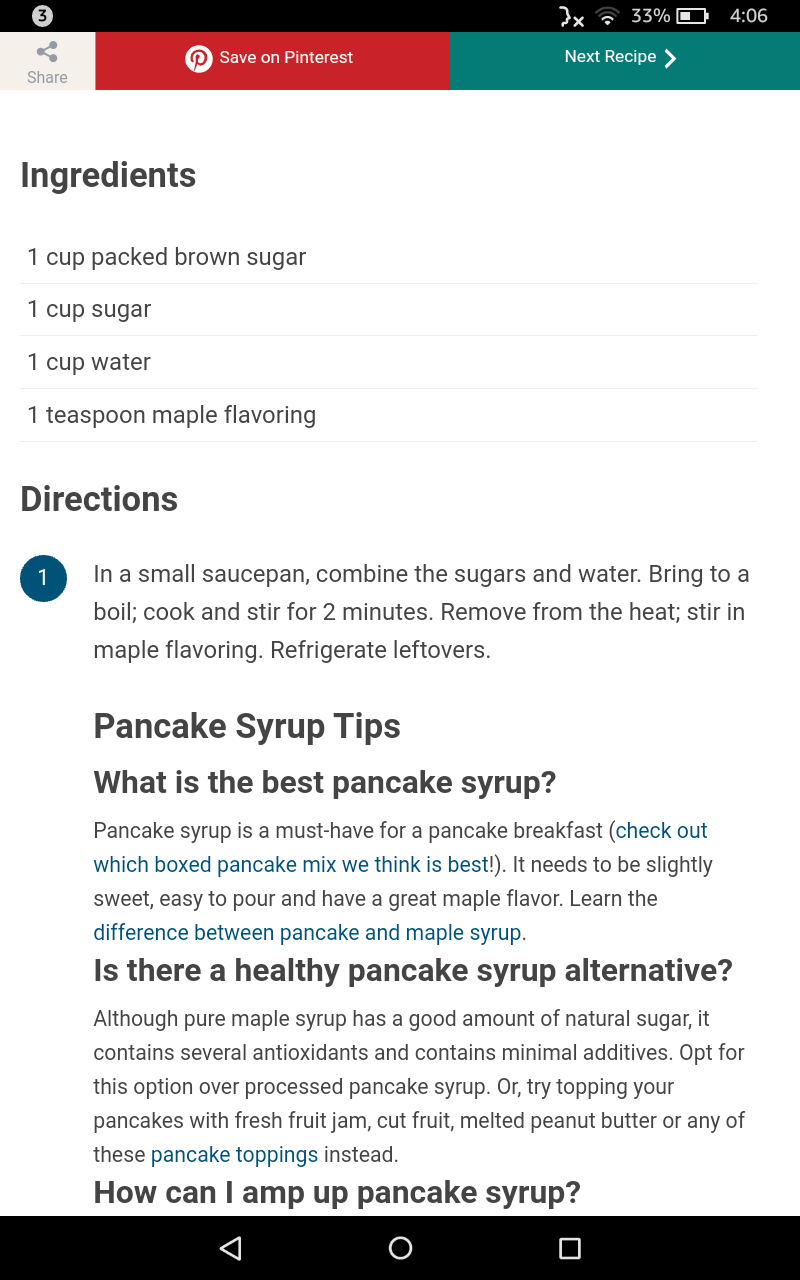 3
33%
4:06
Share
Save on Pinterest
Next Recipe
Ingredients
1 cup packed brown sugar
1 cup sugar
1 cup water
1 teaspoon maple flavoring
Directions
1
In a small saucepan, combine the sugars and water. Bring to a
boil; cook and stir for 2 minutes. Remove from the heat; stir in
maple flavoring. Refrigerate leftovers.
Pancake Syrup Tips
What is the best pancake syrup?
Pancake syrup is a must-have for a pancake breakfast (check out
which boxed pancake mix we think is best!). It needs to be slightly
sweet, easy to pour and have a great maple flavor. Learn the
difference between pancake and maple syrup.
Is there a healthy pancake syrup alternative?
Although pure maple syrup has a good amount of natural sugar, it
contains several antioxidants and contains minimal additives. Opt for
this option over processed pancake syrup. Or, try topping your
pancakes with fresh fruit jam, cut fruit, melted peanut butter or any of
these pancake toppings instead.
How can I amp up pancake syrup?